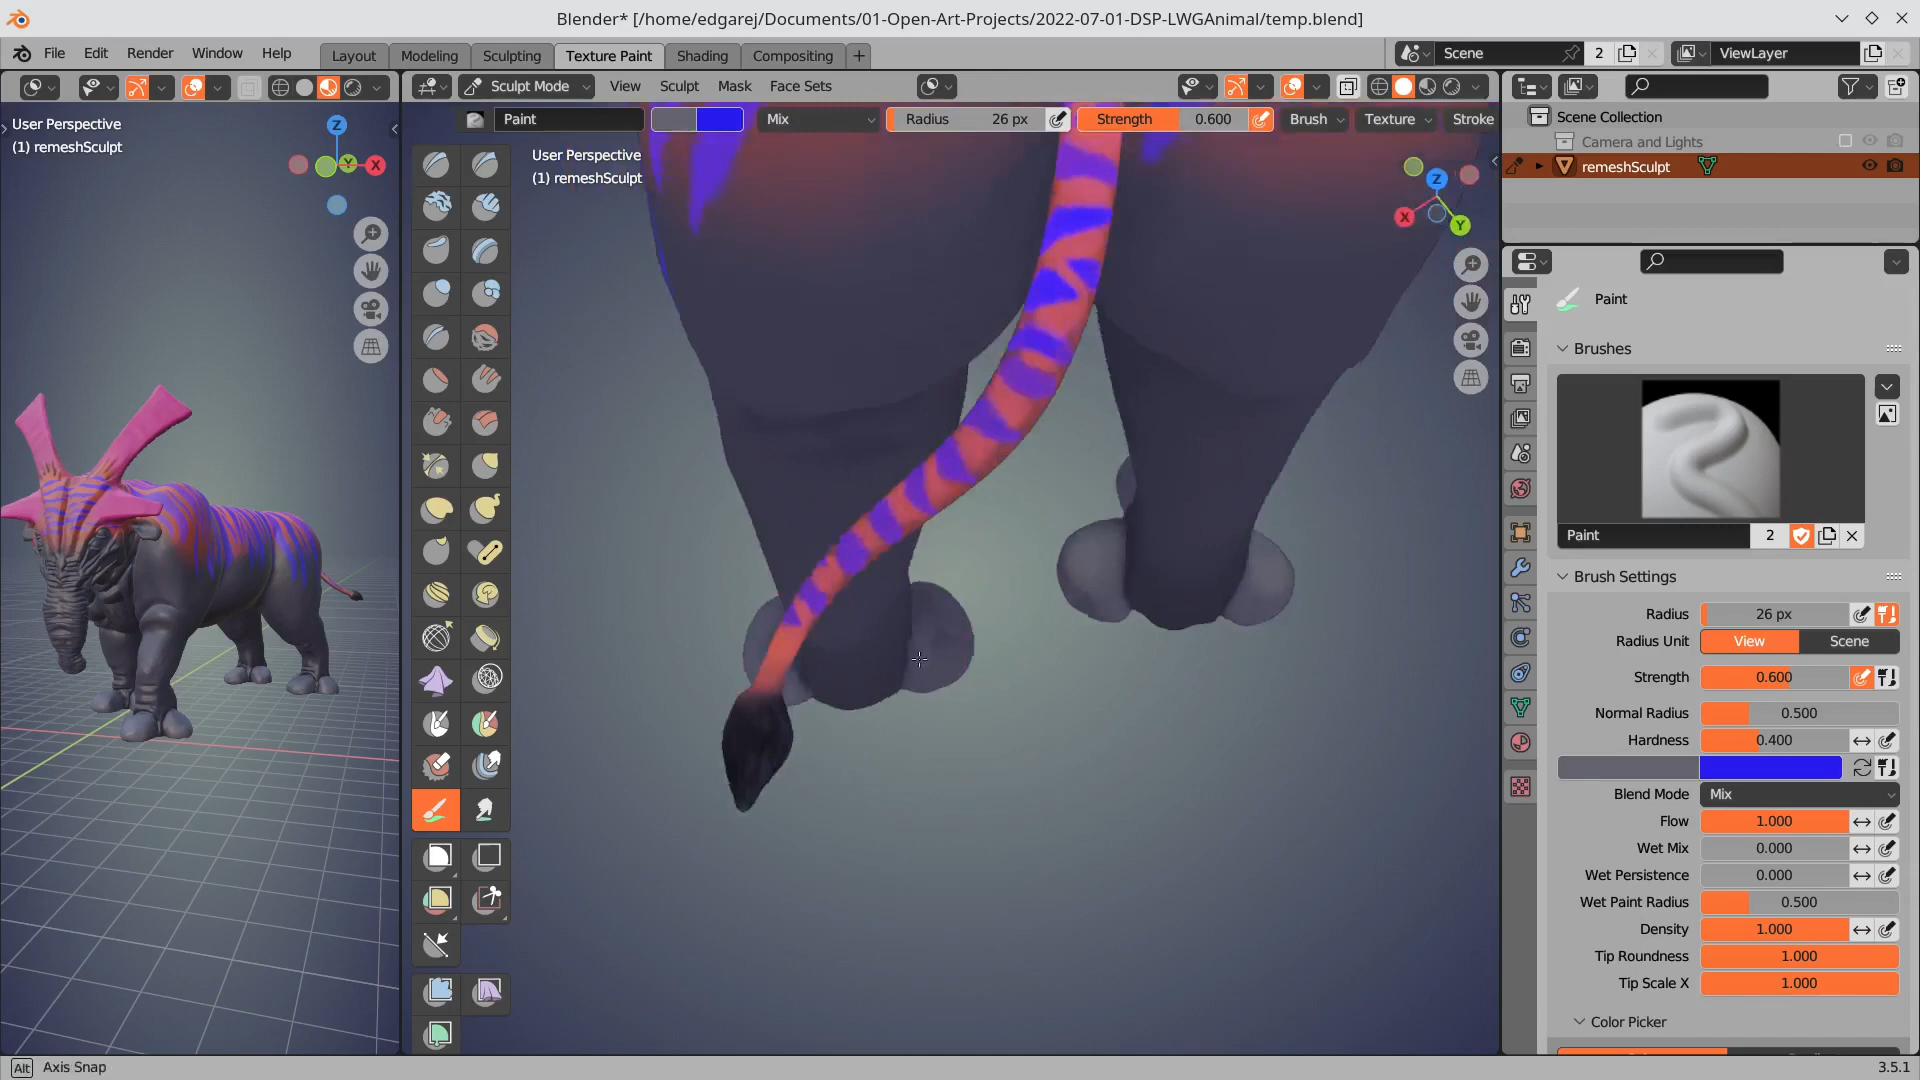 Blender* [/home/edgarej/Documents/01-Open-Art-Projects/2022-07-01-DSP-LWGAnimal/temp.blend]
File Edit Render Window Help Layout Modeling Sculpting Texture Paint Shading Compositing + Scene 2 ViewLayer
Sculpt Mode View Sculpt Mask Face Sets
Paint Mix Radius 26 px Strength 0.600 Brush Texture Stroke
User Perspective
(1) remeshSculpt
Z
Y
X
User Perspective
(1) remeshSculpt
Z
X
Y
Scene Collection
Camera and Lights
remeshSculpt
Paint
Brushes
Paint 2
Brush Settings
Radius 26 px
Radius Unit View Scene
Strength 0.600
Normal Radius 0.500
Hardness 0.400
Blend Mode Mix
Flow 1.000
Wet Mix 0.000
Wet Persistence 0.000
Wet Paint Radius 0.500
Density 1.000
Tip Roundness 1.000
Tip Scale X 1.000
Color Picker
Alt Axis Snap 3.5.1